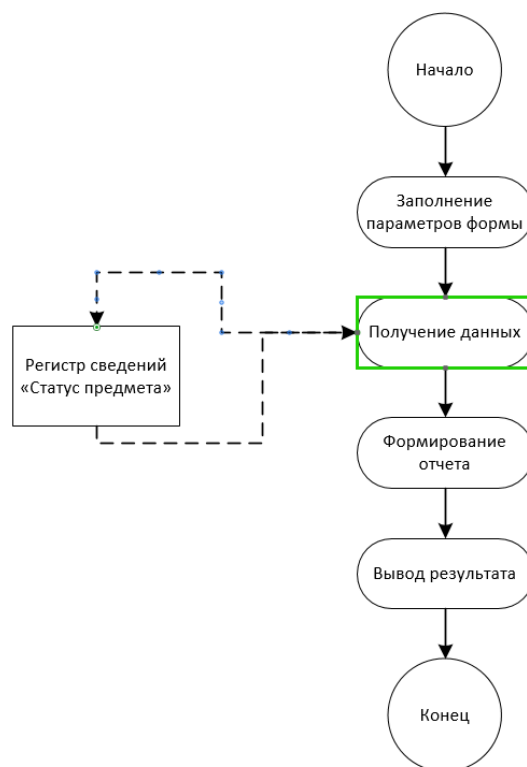 Начало
Заполнение
параметров формы
Получение данных
Регистр сведений
«Статус предмета»
Формирование
отчета
Вывод результата
Конец